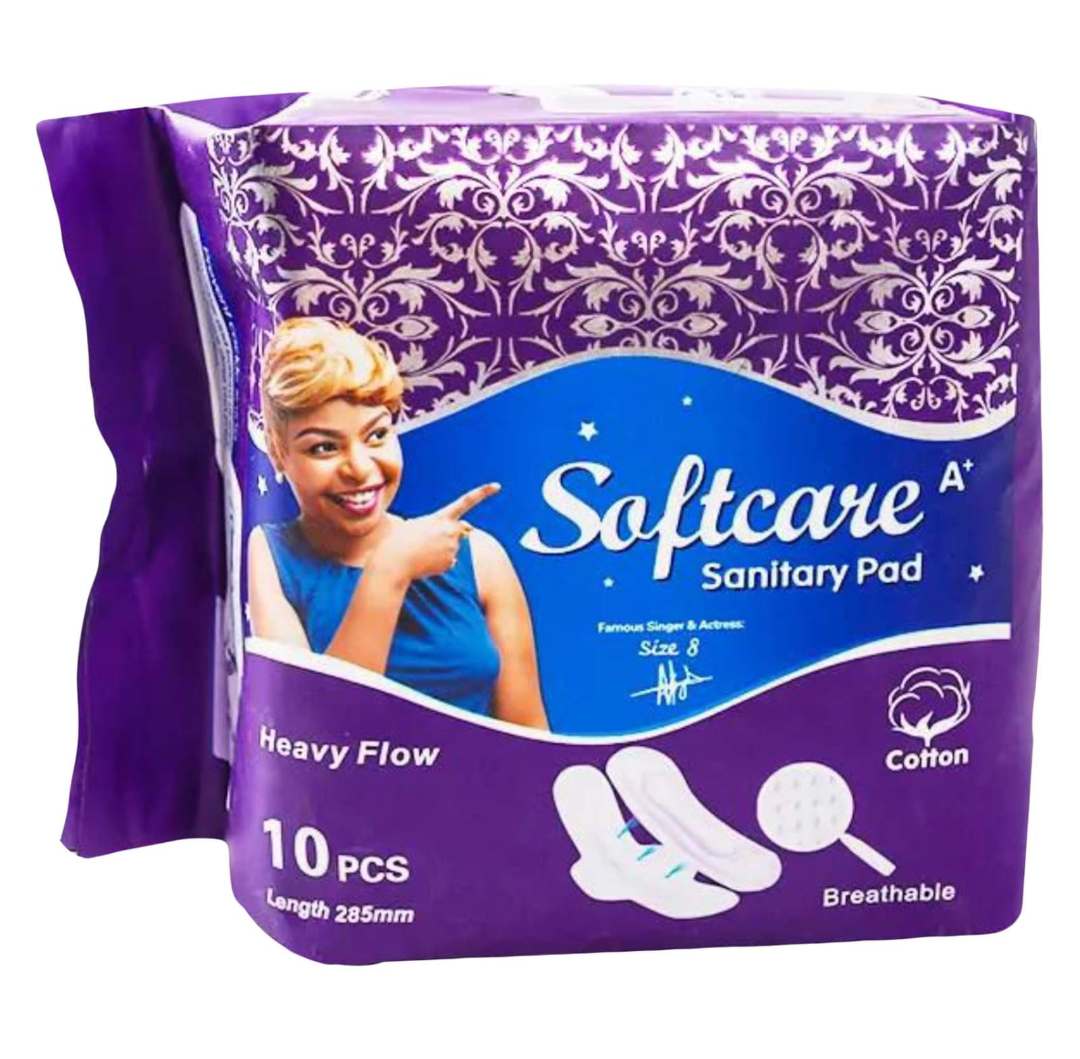 Softcare A+
Sanitary Pad
Famous Singer & Actress:
Size 8
Cotton
Heavy Flow
10 PCS
Length 285mm
Breathable